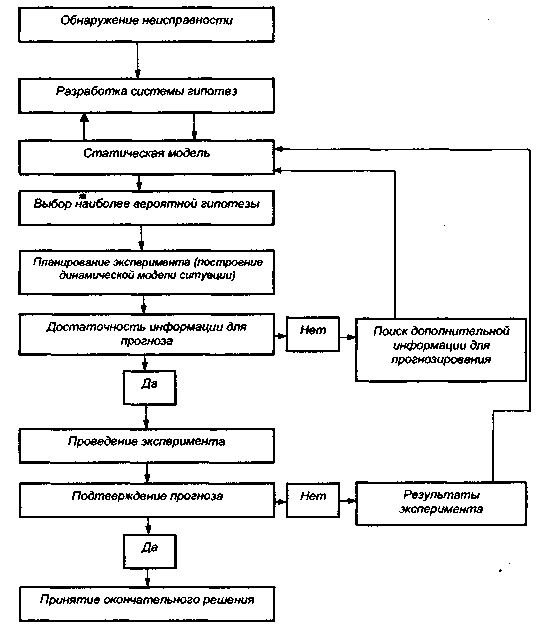 Обнаружение неисправности
Разработка системы гипотез
Статическая модель
Выбор наиболее вероятной гипотезы
Планирование эксперимента (построение
динамической модели ситуации)
Достаточность информации для
прогноза
Нет
Поиск дополнительной
информации для
прогнозирования
Да
Проведение эксперимента
Подтверждение прогноза
Нет
Результаты
эксперимента
Да
Принятие окончательного решения